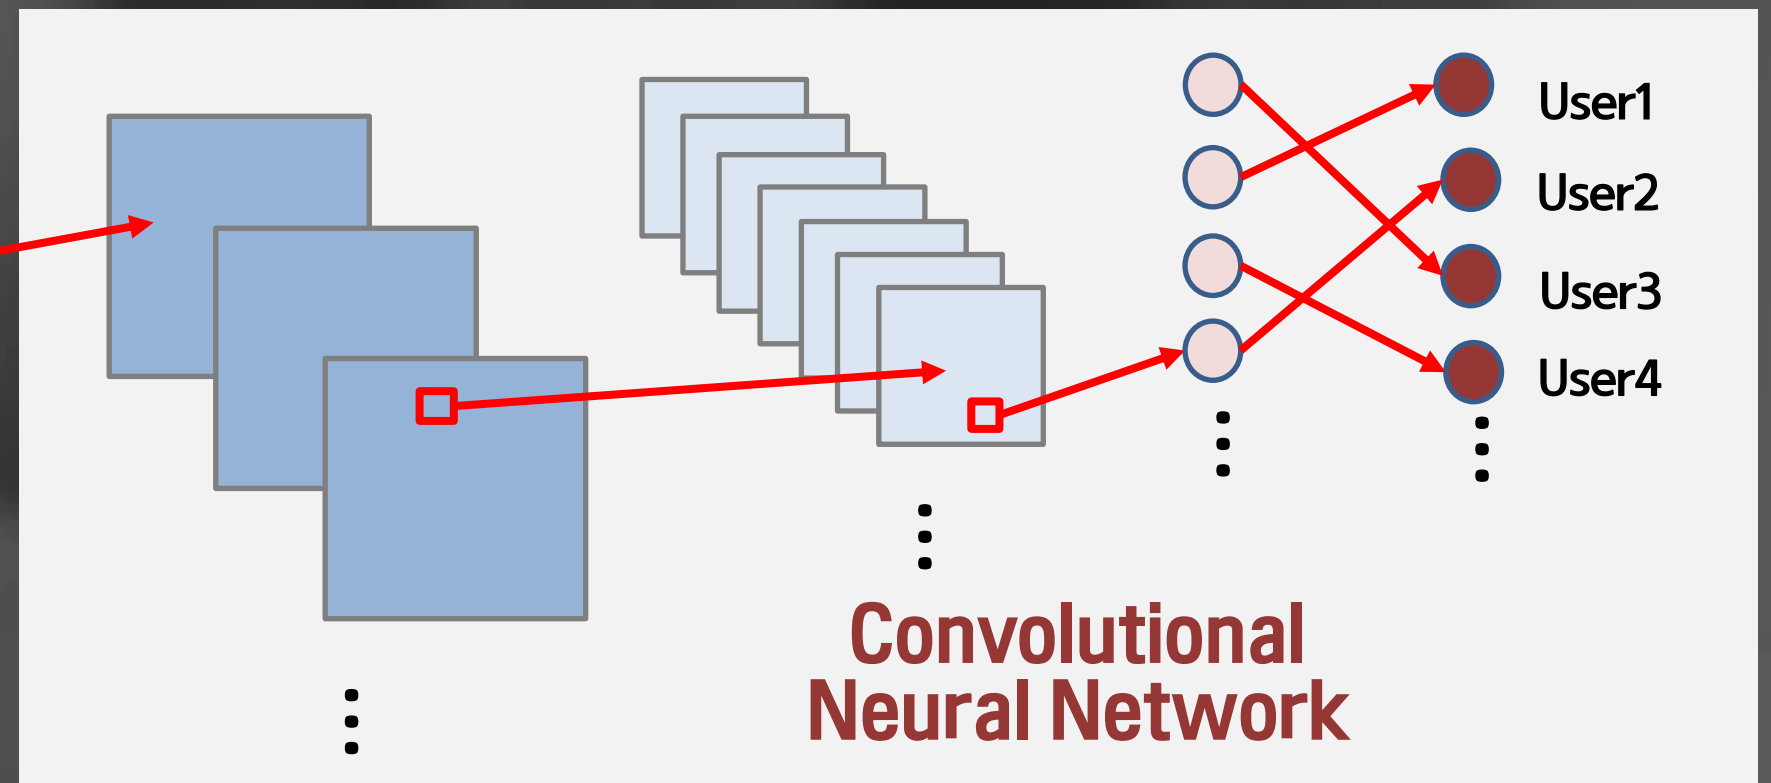 User1
User2
User3
User4
Convolutional
Neural Network